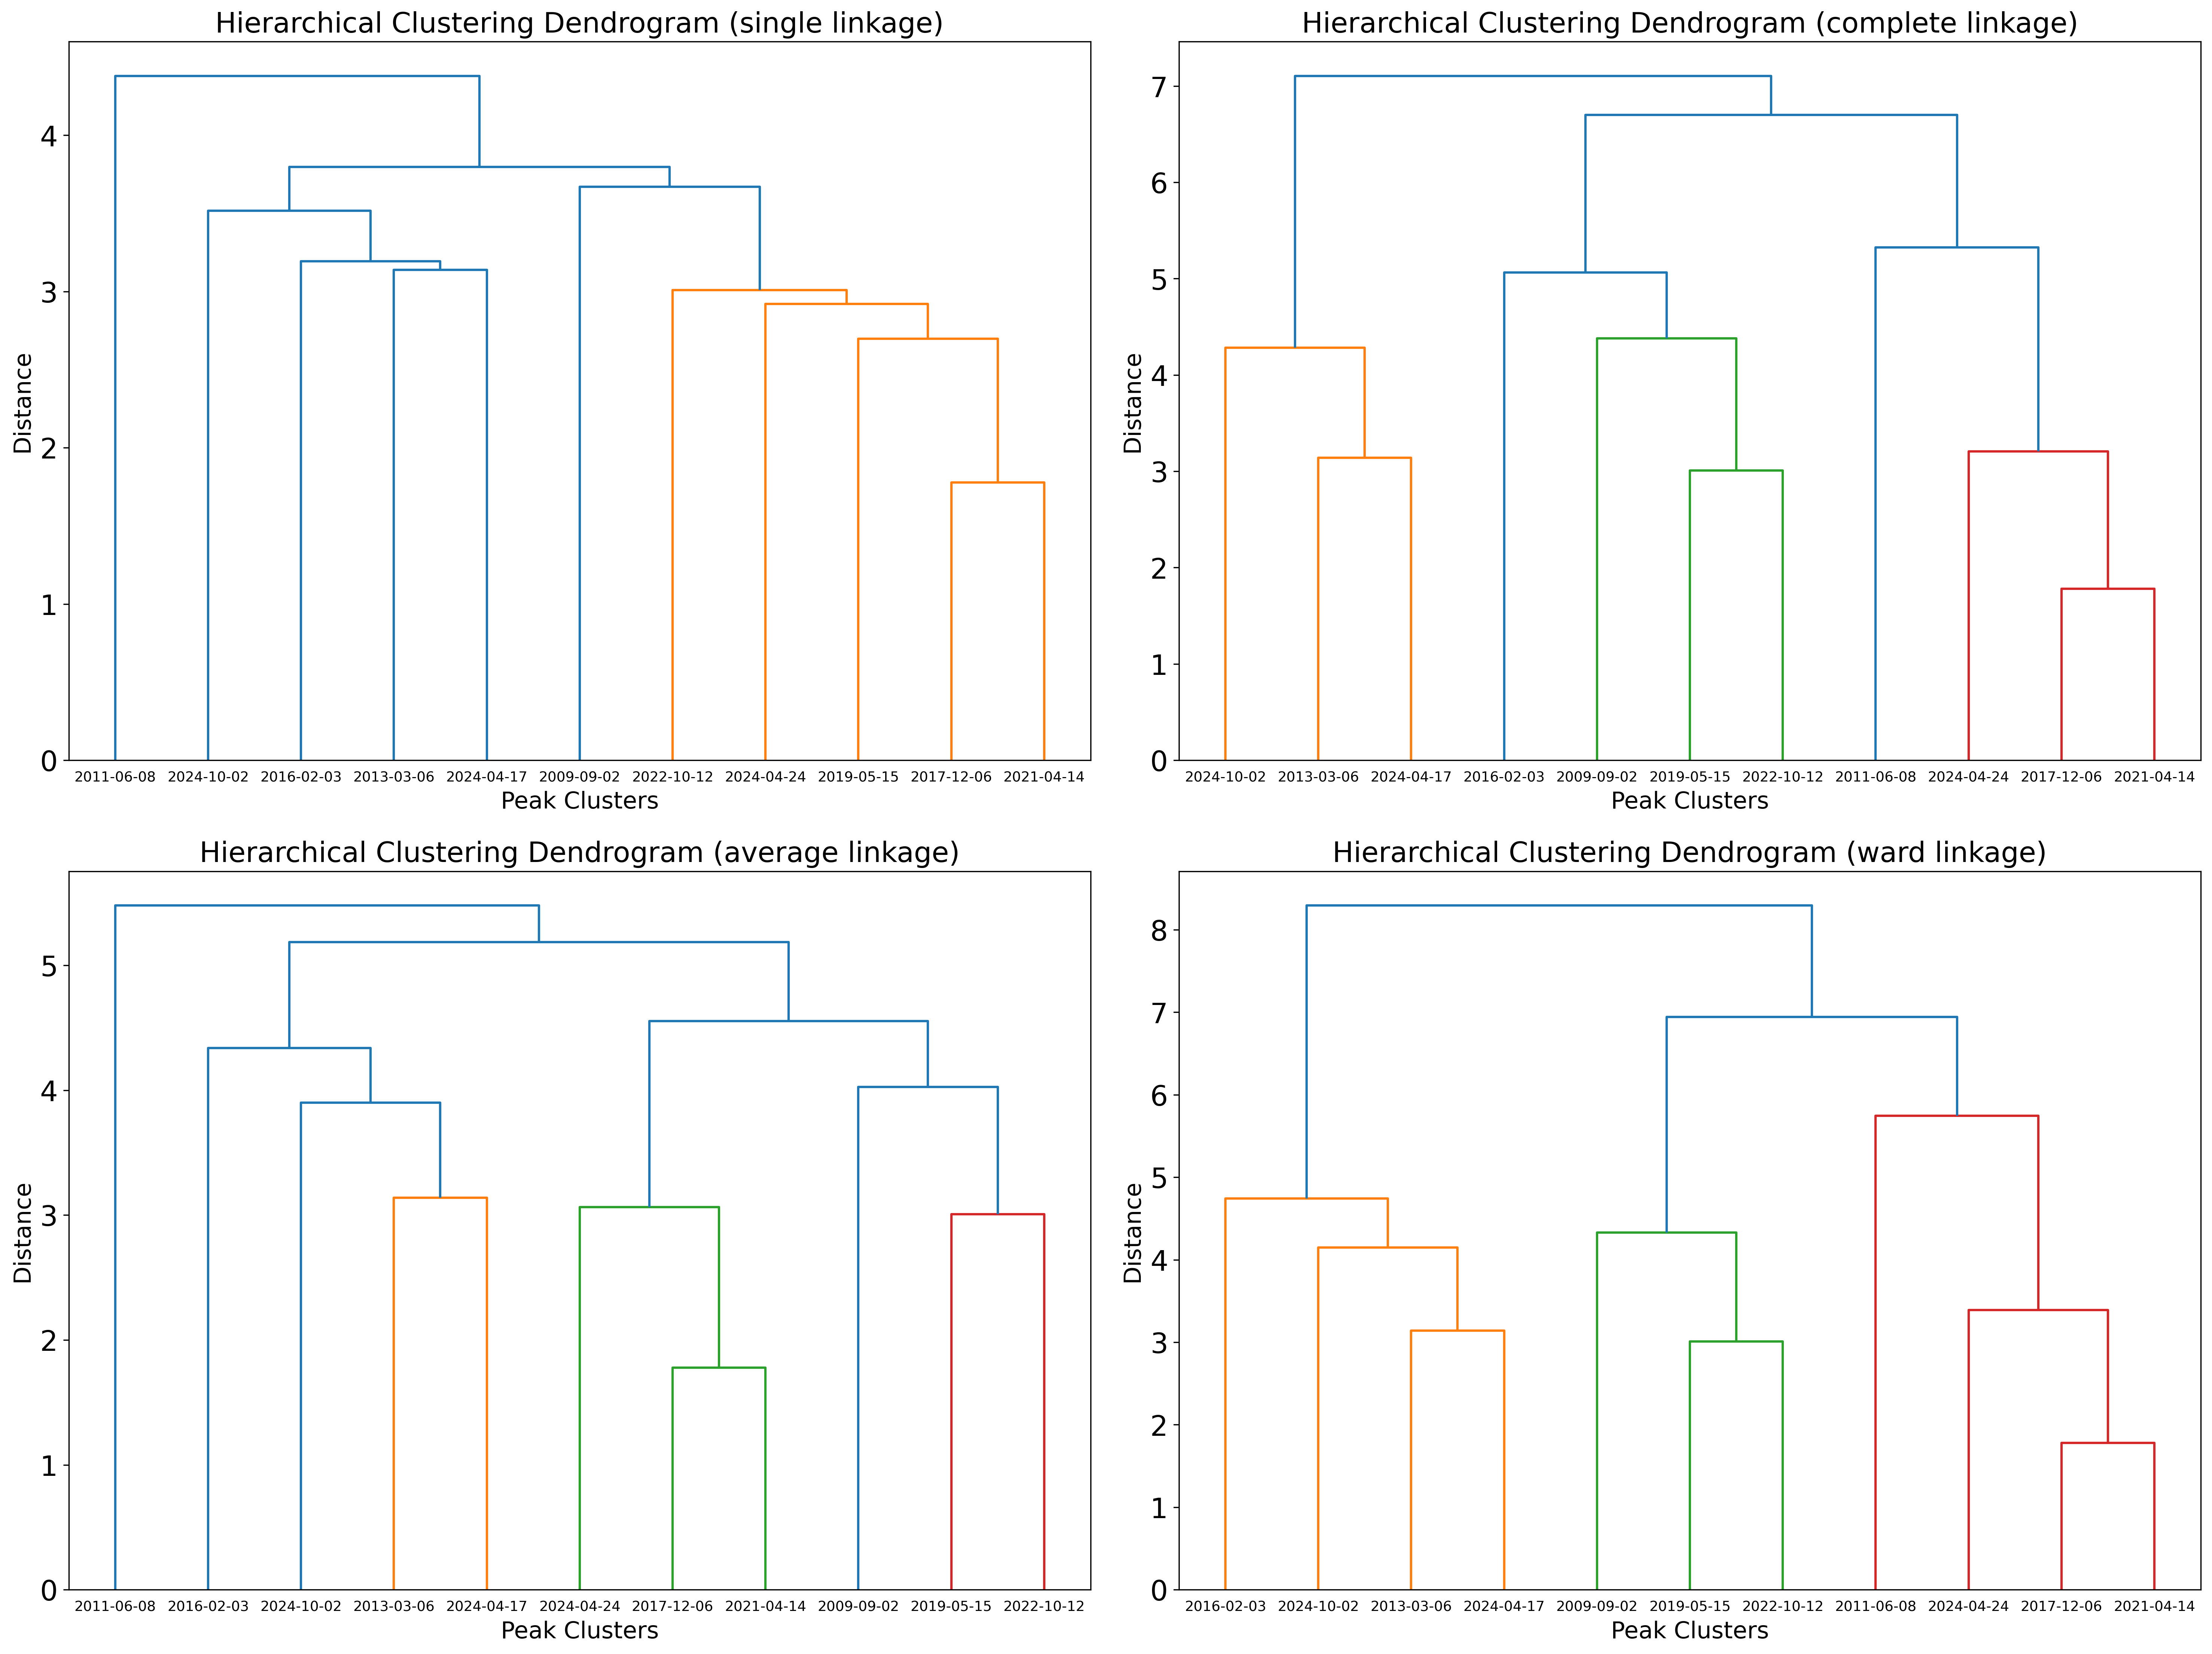 Hierarchical Clustering Dendrogram (single linkage)
4
3
2
1
0
Distance
2011-06-08 2024-10-02 2016-02-03 2013-03-06 2024-04-17 2009-09-02 2022-10-12 2024-04-24 2019-05-15 2017-12-06 2021-04-14
Peak Clusters
Hierarchical Clustering Dendrogram (complete linkage)
7
6
5
4
3
2
1
0
Distance
2024-10-02 2013-03-06 2024-04-17 2016-02-03 2009-09-02 2019-05-15 2022-10-12 2011-06-08 2024-04-24 2017-12-06 2021-04-14
Peak Clusters
Hierarchical Clustering Dendrogram (average linkage)
5
4
3
2
1
0
Distance
2011-06-08 2016-02-03 2024-10-02 2013-03-06 2024-04-17 2024-04-24 2017-12-06 2021-04-14 2009-09-02 2019-05-15 2022-10-12
Peak Clusters
Hierarchical Clustering Dendrogram (ward linkage)
8
7
6
5
4
3
2
1
0
Distance
2016-02-03 2024-10-02 2013-03-06 2024-04-17 2009-09-02 2019-05-15 2022-10-12 2011-06-08 2024-04-24 2017-12-06 2021-04-14
Peak Clusters